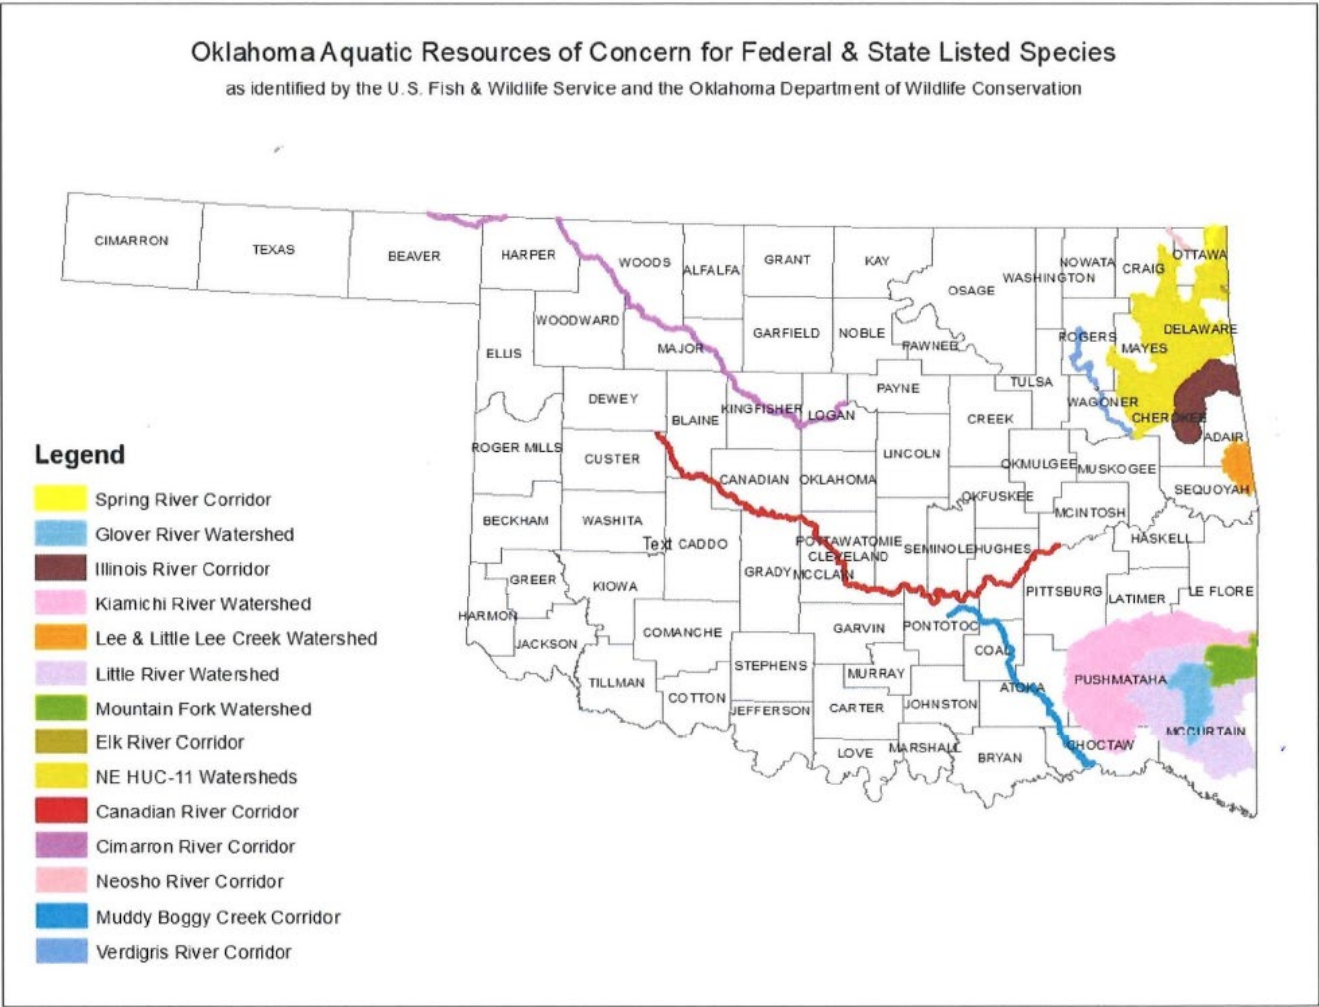 Oklahoma Aquatic Resources of Concern for Federal & State Listed Species
as identified by the U.S. Fish & Wildlife Service and the Oklahoma Department of Wildlife Conservation
CIMARRON
TEXAS
BEAVER
HARPER
WOODS
ALFALFA
GRANT
KAY
OSAGE
WASHINGTON
NOWATA
CRAIG
OTTAWA
ELLIS
WOODWARD
MAJOR
GARFIELD
NOBLE
PAWNEE
ROGERS
MAYES
DELAWARE
DEWEY
BLAINE
KINGFISHER
LOGAN
PAYNE
CREEK
TULSA
WAGONER
CHEROKEE
ADAIR
ROGER MILLS
CUSTER
CANADIAN
OKLAHOMA
LINCOLN
OKMULGEE
MUSKOGEE
SEQUOYAH
BECKHAM
WASHITA
Text
CADDO
GRADY
POTTAWATOMIE
CLEVELAND
MCCLAIN
SEMINOLE
OKFUSKEE
HUGHES
MCINTOSH
HASKELL
HARMON
GREER
KIOWA
JACKSON
COMANCHE
GARVIN
PONTOTOC
PITTSBURG
LATIMER
LE FLORE
TILLMAN
COTTON
STEPHENS
JEFFERSON
MURRAY
CARTER
JOHNSTON
COAL
ATOKA
PUSHMATAHA
LOVE
MARSHALL
BRYAN
CHOCTAW
MCCURTAIN
Legend
Spring River Corridor
Glover River Watershed
Illinois River Corridor
Kiamichi River Watershed
Lee & Little Lee Creek Watershed
Little River Watershed
Mountain Fork Watershed
Elk River Corridor
NE HUC-11 Watersheds
Canadian River Corridor
Cimarron River Corridor
Neosho River Corridor
Muddy Boggy Creek Corridor
Verdigris River Corridor